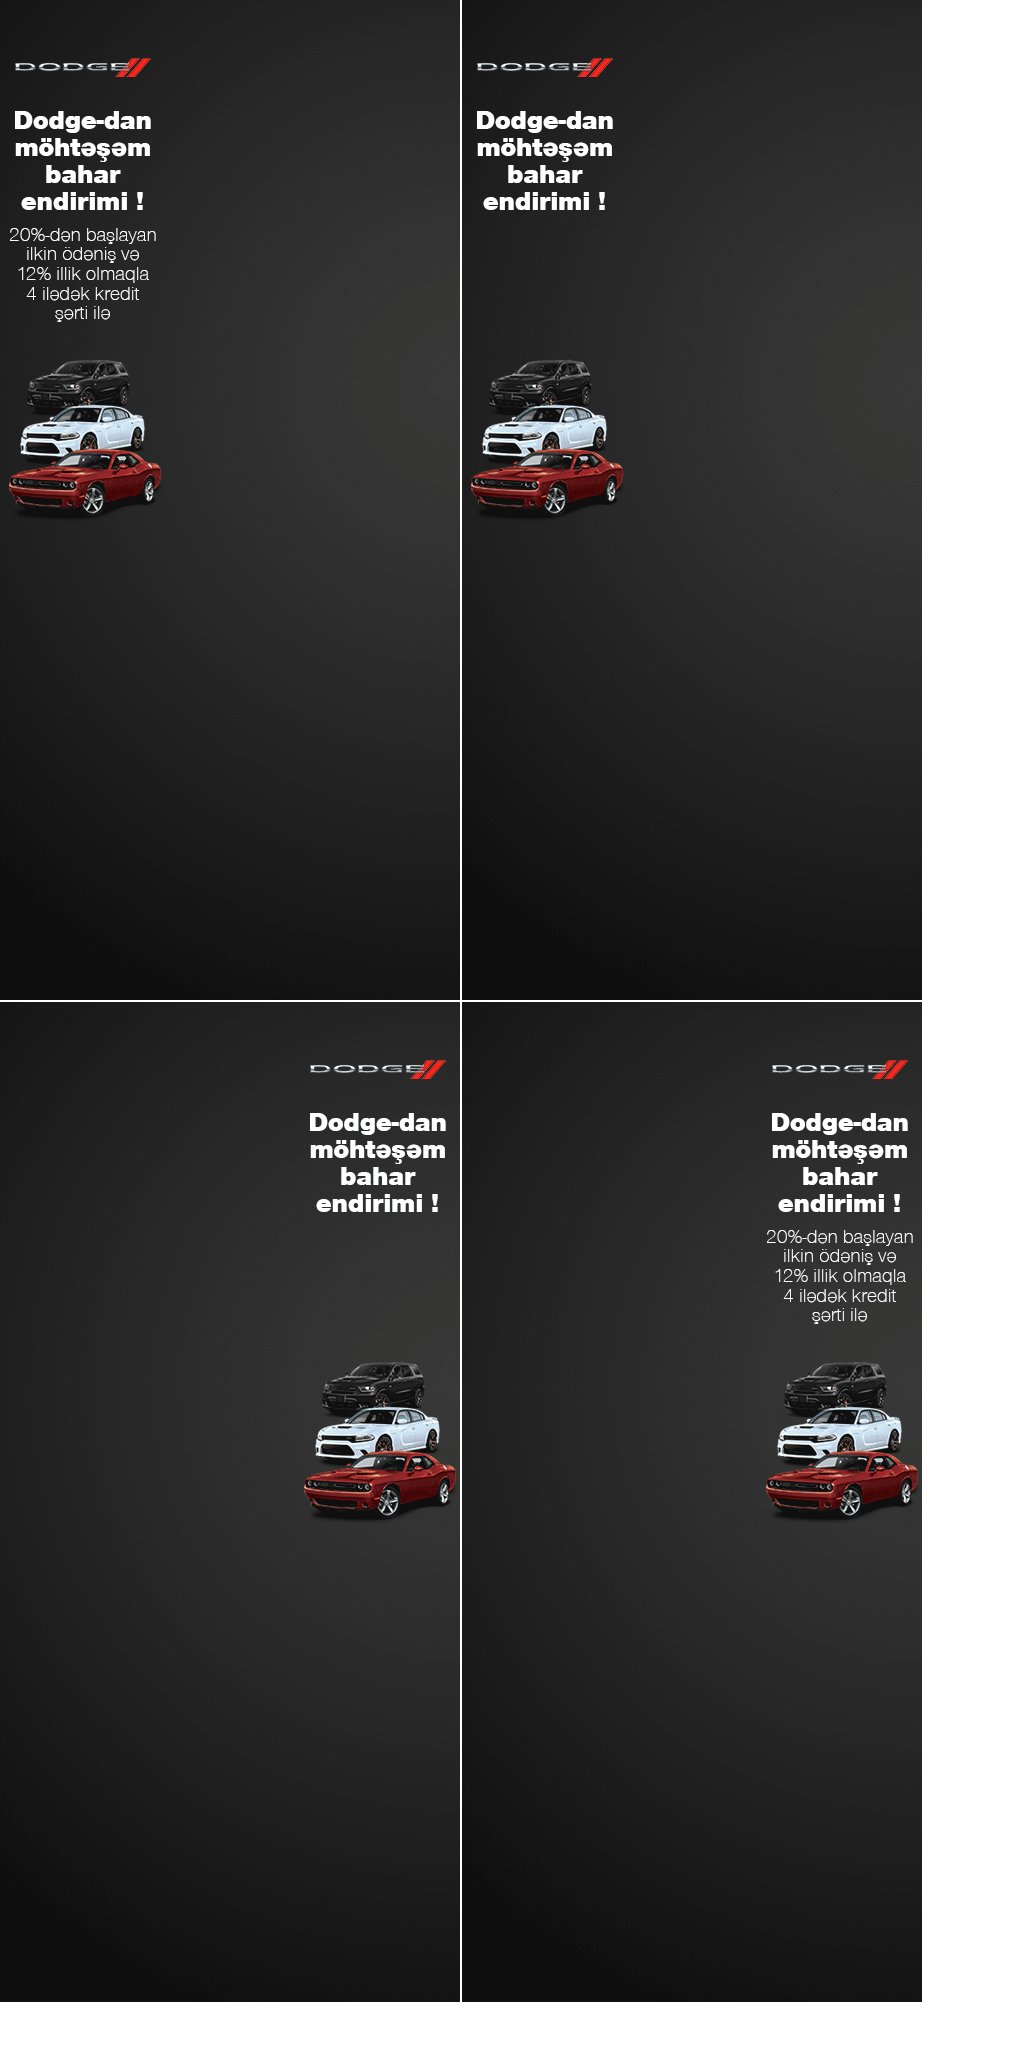 DODGE
Dodge-dan
möhtəşəm
bahar
endirimi !
20%-dən başlayan
ilkin ödəniş və
12% illik olmaqla
4 ilədək kredit
şərti ilə
DODGE
Dodge-dan
möhtəşəm
bahar
endirimi !
DODGE
Dodge-dan
möhtəşəm
bahar
endirimi !
DODGE
Dodge-dan
möhtəşəm
bahar
endirimi !
20%-dən başlayan
ilkin ödəniş və
12% illik olmaqla
4 ilədək kredit
şərti ilə